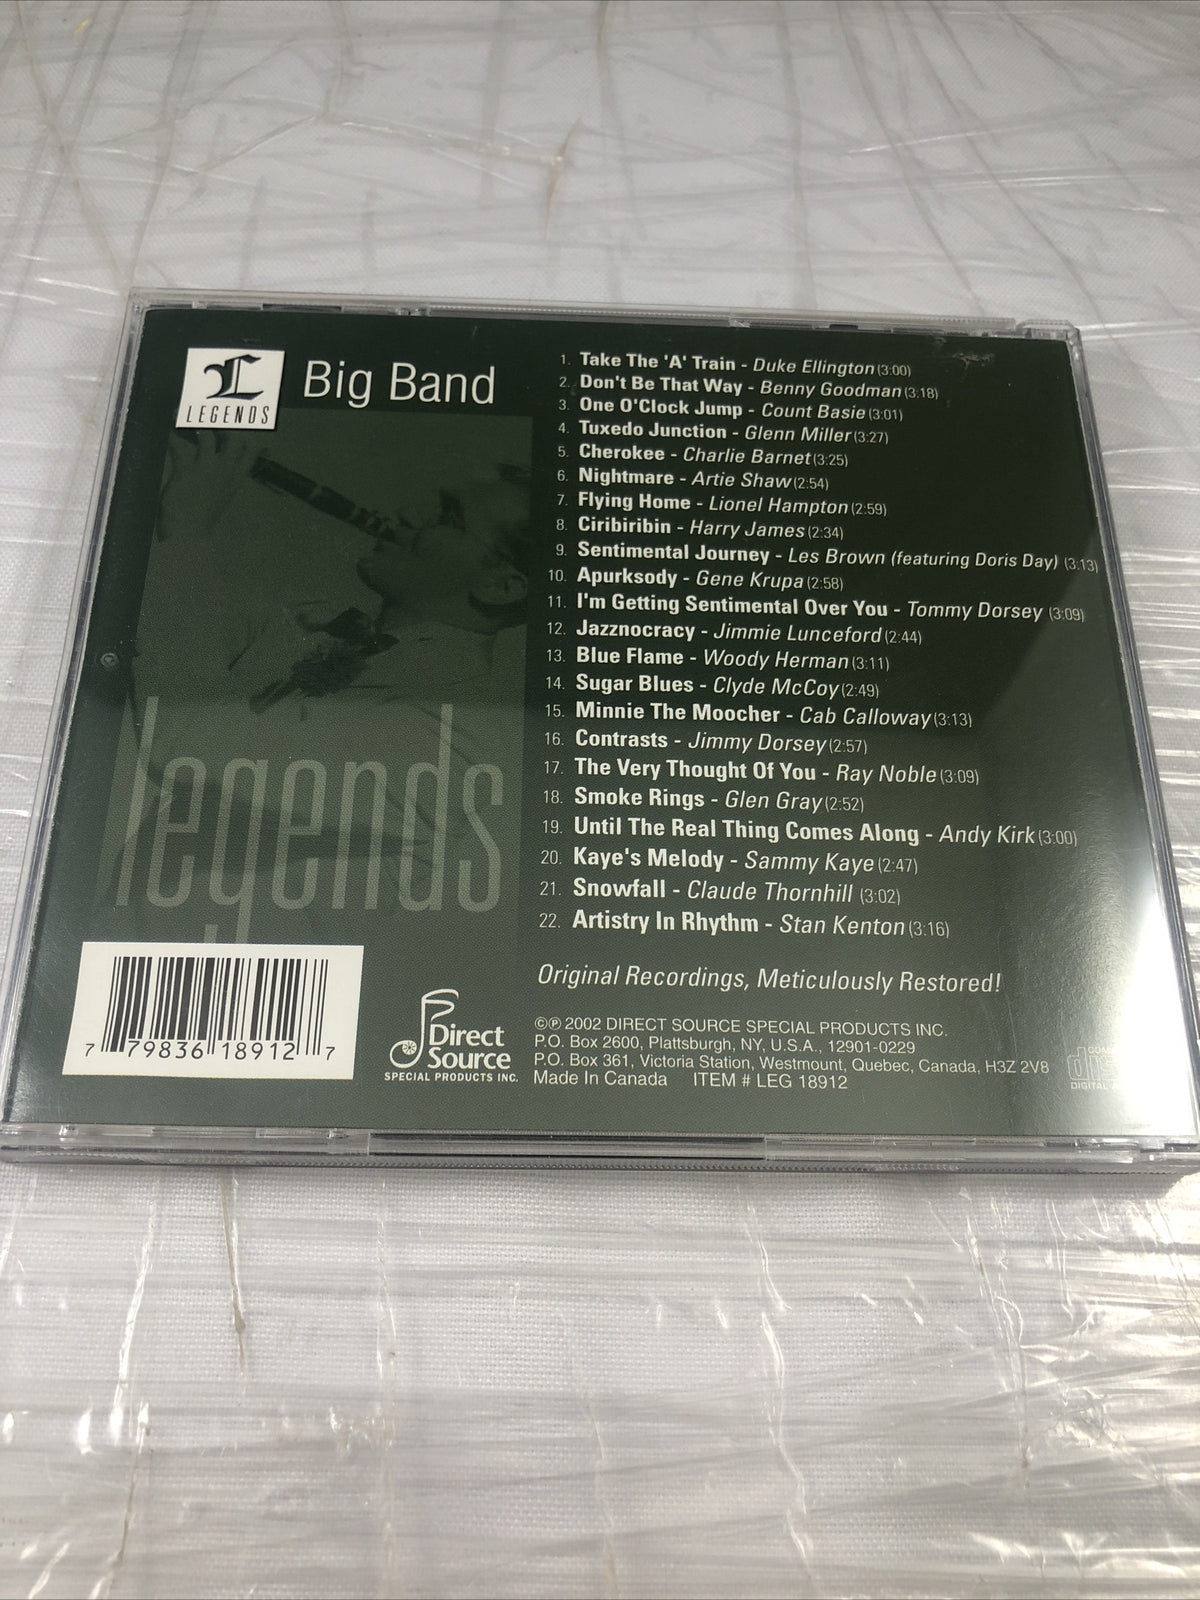 L
LEGENDS
Big Band
1. Take The 'A' Train - Duke Ellington (3:00)
2. Don't Be That Way - Benny Goodman (3:18)
3. One O'Clock Jump - Count Basie (3:01)
4. Tuxedo Junction - Glenn Miller (3:27)
5. Cherokee - Charlie Barnet (3:25)
6. Nightmare - Artie Shaw (2:54)
7. Flying Home - Lionel Hampton (2:59)
8. Ciribiribin - Harry James (2:34)
9. Sentimental Journey - Les Brown (featuring Doris Day) (3:13)
10. Apurksody - Gene Krupa (2:58)
11. I'm Getting Sentimental Over You - Tommy Dorsey (3:09)
12. Jazznocracy - Jimmie Lunceford (2:44)
13. Blue Flame - Woody Herman (3:11)
14. Sugar Blues - Clyde McCoy (2:49)
15. Minnie The Moocher - Cab Calloway (3:13)
16. Contrasts - Jimmy Dorsey (2:57)
17. The Very Thought Of You - Ray Noble (3:09)
18. Smoke Rings - Glen Gray (2:52)
19. Until The Real Thing Comes Along - Andy Kirk (3:00)
20. Kaye's Melody - Sammy Kaye (2:47)
21. Snowfall - Claude Thornhill (3:02)
22. Artistry In Rhythm - Stan Kenton (3:16)
legends
Original Recordings, Meticulously Restored!
7 79836 18912 7
Direct
Source
SPECIAL PRODUCTS INC.
©℗ 2002 DIRECT SOURCE SPECIAL PRODUCTS INC.
P.O. Box 2600, Plattsburgh, NY, U.S.A., 12901-0229
P.O. Box 361, Victoria Station, Westmount, Quebec, Canada, H3Z 2V8
Made In Canada ITEM # LEG 18912
DIGITAL